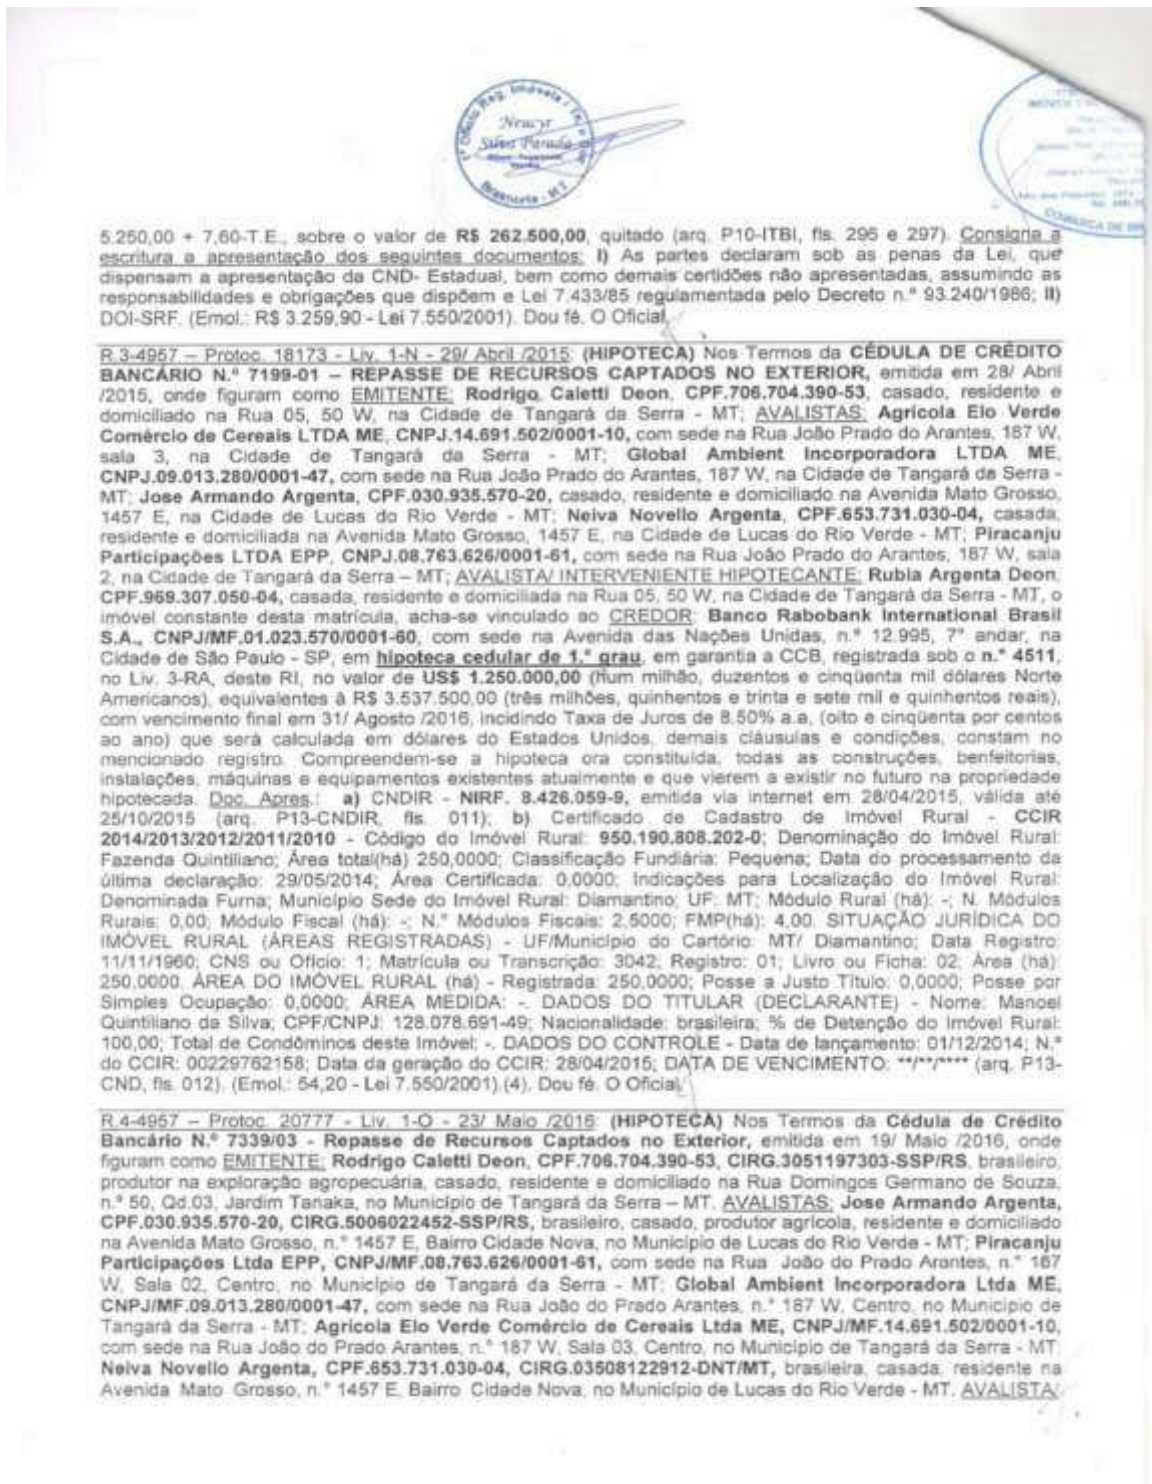 1º Ofício Reg. Imóveis
Neucyr
Silva Parada
Brasnorte - MT
COMARCA DE
5.250,00 + 7,60-T.E., sobre o valor de R$ 262.500,00, quitado (arq. P10-ITBI, fls. 295 e 297). Consigna a
escritura a apresentação dos seguintes documentos: I) As partes declaram sob as penas da Lei, que
dispensam a apresentação da CND- Estadual, bem como demais certidões não apresentadas, assumindo as
responsabilidades e obrigações que dispõem e Lei 7.433/85 regulamentada pelo Decreto n.º 93.240/1986; II)
DOI-SRF. (Emol.: R$ 3.259,90 - Lei 7.550/2001). Dou fé. O Oficial,
R.3-4957 – Protoc. 18173 - Liv. 1-N - 29/ Abril /2015: (HIPOTECA) Nos Termos da CÉDULA DE CRÉDITO
BANCÁRIO N.º 7199-01 – REPASSE DE RECURSOS CAPTADOS NO EXTERIOR, emitida em 28/ Abril
/2015, onde figuram como EMITENTE: Rodrigo Caletti Deon, CPF.706.704.390-53, casado, residente e
domiciliado na Rua 05, 50 W, na Cidade de Tangará da Serra - MT; AVALISTAS: Agrícola Elo Verde
Comércio de Cereais LTDA ME, CNPJ.14.691.502/0001-10, com sede na Rua João Prado do Arantes, 187 W,
sala 3, na Cidade de Tangará da Serra - MT; Global Ambient Incorporadora LTDA ME,
CNPJ.09.013.280/0001-47, com sede na Rua João Prado do Arantes, 187 W, na Cidade de Tangará da Serra -
MT; Jose Armando Argenta, CPF.030.935.570-20, casado, residente e domiciliado na Avenida Mato Grosso,
1457 E, na Cidade de Lucas do Rio Verde - MT; Neiva Novello Argenta, CPF.653.731.030-04, casada,
residente e domiciliada na Avenida Mato Grosso, 1457 E, na Cidade de Lucas do Rio Verde - MT; Piracanju
Participações LTDA EPP, CNPJ.08.763.626/0001-61, com sede na Rua João Prado do Arantes, 187 W, sala
2, na Cidade de Tangará da Serra – MT; AVALISTA/ INTERVENIENTE HIPOTECANTE: Rubia Argenta Deon,
CPF.969.307.050-04, casada, residente e domiciliada na Rua 05, 50 W, na Cidade de Tangará da Serra - MT, o
imóvel constante desta matrícula, acha-se vinculado ao CREDOR: Banco Rabobank International Brasil
S.A., CNPJ/MF.01.023.570/0001-60, com sede na Avenida das Nações Unidas, n.º 12.995, 7º andar, na
Cidade de São Paulo - SP, em hipoteca cedular de 1.º grau, em garantia a CCB, registrada sob o n.º 4511,
no Liv. 3-RA, deste RI, no valor de US$ 1.250.000,00 (Hum milhão, duzentos e cinqüenta mil dólares Norte
Americanos), equivalentes à R$ 3.537.500,00 (três milhões, quinhentos e trinta e sete mil e quinhentos reais),
com vencimento final em 31/ Agosto /2016, incidindo Taxa de Juros de 8.50% a.a, (oito e cinqüenta por centos
ao ano) que será calculada em dólares do Estados Unidos, demais cláusulas e condições, constam no
mencionado registro. Compreendem-se a hipoteca ora constituída, todas as construções, benfeitorias,
instalações, máquinas e equipamentos existentes atualmente e que vierem a existir no futuro na propriedade
hipotecada. Doc. Apres.: a) CNDIR - NIRF. 8.426.059-9, emitida via internet em 28/04/2015, válida até
25/10/2015 (arq. P13-CNDIR, fls. 011); b) Certificado de Cadastro de Imóvel Rural - CCIR
2014/2013/2012/2011/2010 - Código do Imóvel Rural: 950.190.808.202-0; Denominação do Imóvel Rural:
Fazenda Quintiliano; Área total(há) 250,0000; Classificação Fundiária: Pequena; Data do processamento da
última declaração: 29/05/2014; Área Certificada: 0,0000; Indicações para Localização do Imóvel Rural:
Denominada Furna; Município Sede do Imóvel Rural: Diamantino; UF: MT; Módulo Rural (há): -; N. Módulos
Rurais: 0,00; Módulo Fiscal (há): -; N.º Módulos Fiscais: 2,5000; FMP(há): 4,00. SITUAÇÃO JURÍDICA DO
IMÓVEL RURAL (ÁREAS REGISTRADAS) - UF/Município do Cartório: MT/ Diamantino; Data Registro:
11/11/1960; CNS ou Ofício: 1; Matrícula ou Transcrição: 3042; Registro: 01; Livro ou Ficha: 02; Área (há):
250,0000. ÁREA DO IMÓVEL RURAL (há) - Registrada: 250,0000; Posse a Justo Título: 0,0000; Posse por
Simples Ocupação: 0,0000; ÁREA MEDIDA: -. DADOS DO TITULAR (DECLARANTE) - Nome: Manoel
Quintiliano da Silva; CPF/CNPJ: 128.078.691-49; Nacionalidade: brasileira; % de Detenção do Imóvel Rural:
100,00; Total de Condôminos deste Imóvel: -. DADOS DO CONTROLE - Data de lançamento: 01/12/2014; N.º
do CCIR: 00229762158; Data da geração do CCIR: 28/04/2015; DATA DE VENCIMENTO: **/**/**** (arq. P13-
CND, fls. 012). (Emol.: 54,20 - Lei 7.550/2001).(4). Dou fé. O Oficial,
R.4-4957 – Protoc. 20777 - Liv. 1-O - 23/ Maio /2016: (HIPOTECA) Nos Termos da Cédula de Crédito
Bancário N.º 7339/03 - Repasse de Recursos Captados no Exterior, emitida em 19/ Maio /2016, onde
figuram como EMITENTE: Rodrigo Caletti Deon, CPF.706.704.390-53, CIRG.3051197303-SSP/RS, brasileiro,
produtor na exploração agropecuária, casado, residente e domiciliado na Rua Domingos Germano de Souza,
n.º 50, Qd.03, Jardim Tanaka, no Município de Tangará da Serra – MT. AVALISTAS: Jose Armando Argenta,
CPF.030.935.570-20, CIRG.5006022452-SSP/RS, brasileiro, casado, produtor agrícola, residente e domiciliado
na Avenida Mato Grosso, n.º 1457 E, Bairro Cidade Nova, no Município de Lucas do Rio Verde - MT; Piracanju
Participações Ltda EPP, CNPJ/MF.08.763.626/0001-61, com sede na Rua João do Prado Arantes, n.º 187
W, Sala 02, Centro, no Município de Tangará da Serra - MT; Global Ambient Incorporadora Ltda ME,
CNPJ/MF.09.013.280/0001-47, com sede na Rua João do Prado Arantes, n.º 187 W, Centro, no Município de
Tangará da Serra - MT; Agrícola Elo Verde Comércio de Cereais Ltda ME, CNPJ/MF.14.691.502/0001-10,
com sede na Rua João do Prado Arantes, n.º 187 W, Sala 03, Centro, no Município de Tangará da Serra - MT;
Neiva Novello Argenta, CPF.653.731.030-04, CIRG.03508122912-DNT/MT, brasileira, casada, residente na
Avenida Mato Grosso, n.º 1457 E, Bairro Cidade Nova, no Município de Lucas do Rio Verde - MT. AVALISTA/